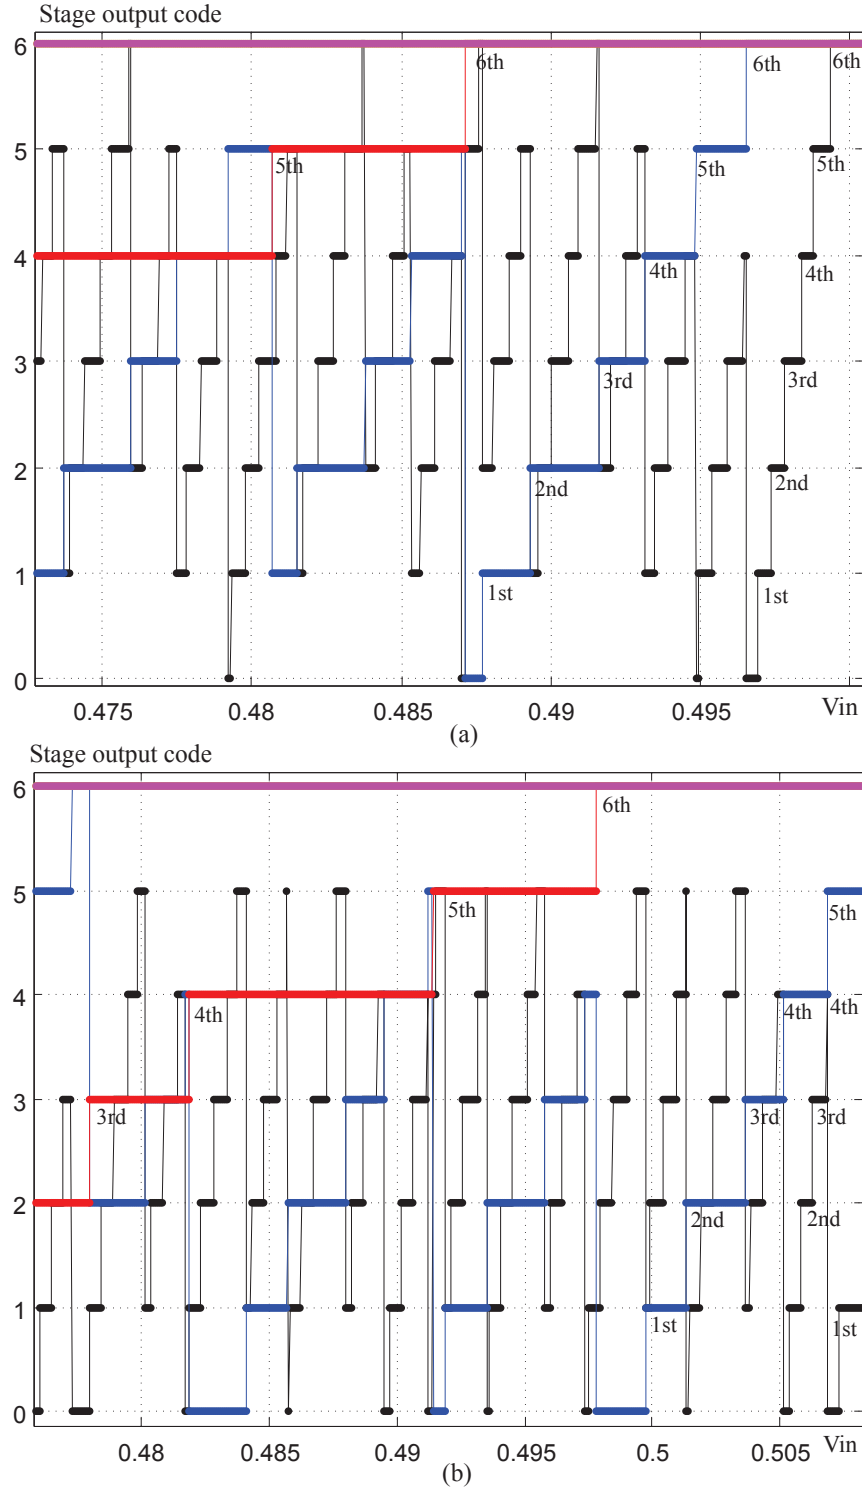 Stage output code
6
6th
6th
6th
5
5th
5th
5th
4
4th
4th
3
3rd
3rd
2
2nd
2nd
1
1st
1st
0
0.475 0.48 0.485 0.49 0.495 Vin
(a)
Stage output code
6
6th
5
5th
5th
4
4th
4th
4th
3
3rd
3rd
3rd
2
2nd
2nd
1
1st
1st
0
0.48 0.485 0.49 0.495 0.5 0.505 Vin
(b)